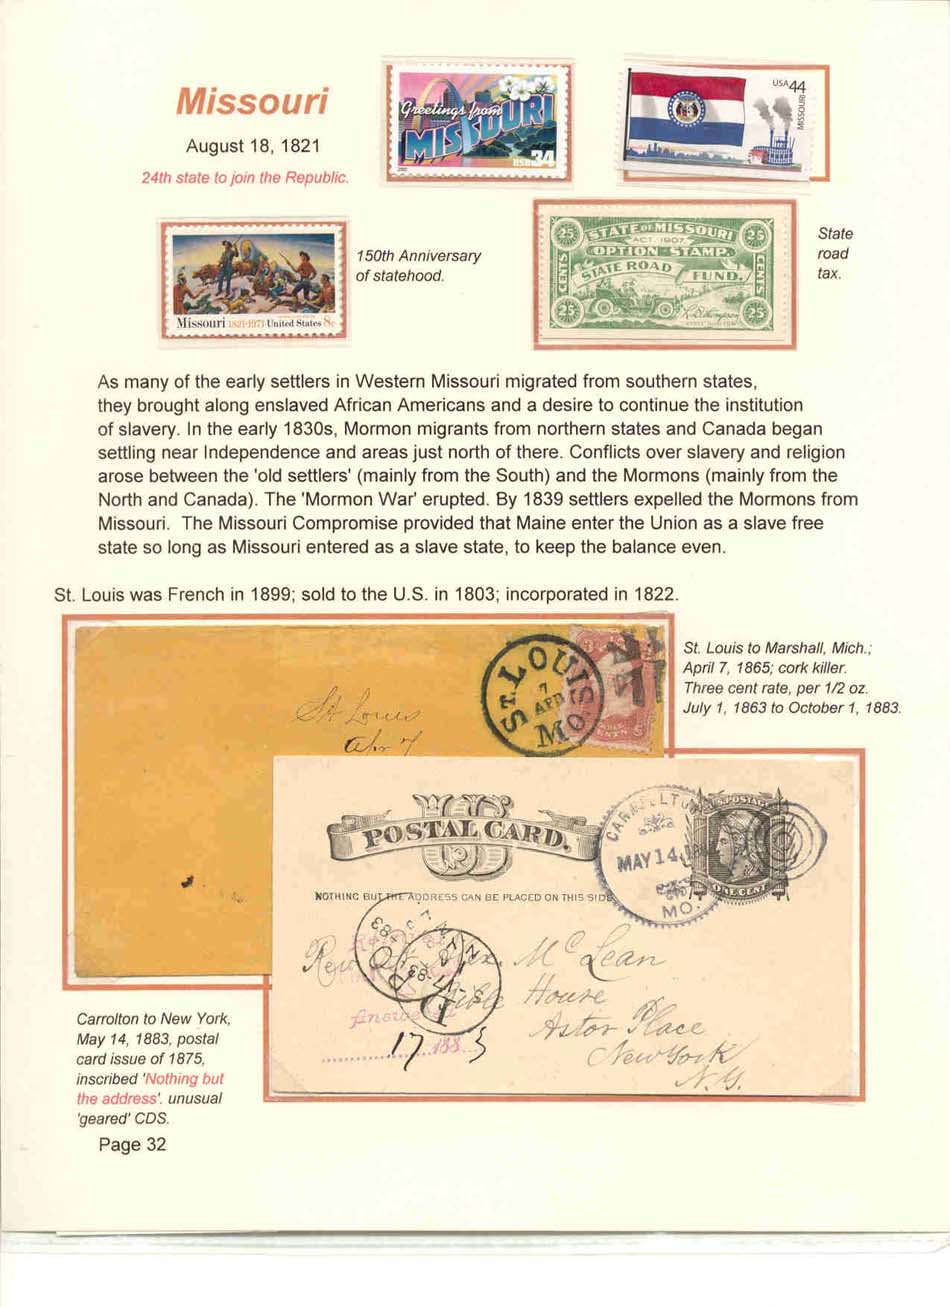 Missouri
August 18, 1821
24th state to join the Republic.
Greetings from
MISSOURI
USA 34
2002
USA 44
MISSOURI
Missouri 1821-1971 United States 8c
150th Anniversary
of statehood.
25 STATE OF MISSOURI 25
ACT 1907
OPTION STAMP.
STATE ROAD FUND.
CENTS CENTS
25 25
State
road
tax.
As many of the early settlers in Western Missouri migrated from southern states,
they brought along enslaved African Americans and a desire to continue the institution
of slavery. In the early 1830s, Mormon migrants from northern states and Canada began
settling near Independence and areas just north of there. Conflicts over slavery and religion
arose between the 'old settlers' (mainly from the South) and the Mormons (mainly from the
North and Canada). The 'Mormon War' erupted. By 1839 settlers expelled the Mormons from
Missouri. The Missouri Compromise provided that Maine enter the Union as a slave free
state so long as Missouri entered as a slave state, to keep the balance even.
St. Louis was French in 1899; sold to the U.S. in 1803; incorporated in 1822.
St Louis
Apr 7
ST. LOUIS
7
APR
MO.
CENTS
St. Louis to Marshall, Mich.;
April 7, 1865; cork killer.
Three cent rate, per 1/2 oz.
July 1, 1863 to October 1, 1883.
US
POSTAL CARD.
NOTHING BUT THE ADDRESS CAN BE PLACED ON THIS SIDE
CARROLLTON
MAY 14
MO.
U.S. POSTAGE
ONE CENT
Rev Alex. McLean
Bible House
Astor Place
New York
N.Y.
Answered
188
17
Carrolton to New York,
May 14, 1883, postal
card issue of 1875,
inscribed 'Nothing but
the address'. unusual
'geared' CDS.
Page 32